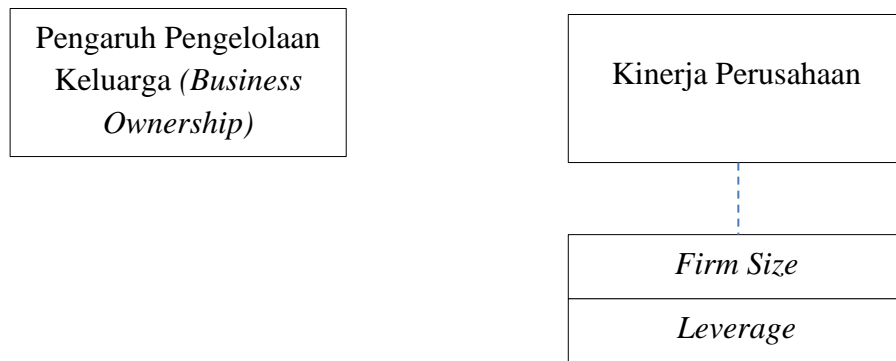 Pengaruh Pengelolaan
Keluarga (Business
Ownership)
Kinerja Perusahaan
Firm Size
Leverage